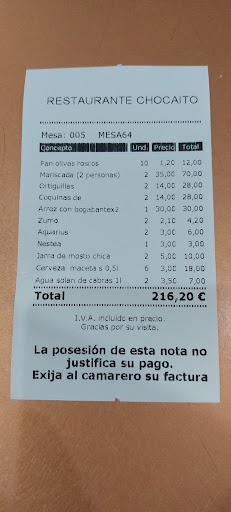 RESTAURANTE CHOCAITO
Mesa: 005 MESA64
Concepto Und. Precio Total
Pan olivas roscos 10 1,20 12,00
Mariscada (2 personas) 2 35,00 70,00
Ortiguillas 2 14,00 28,00
Coquinas de 2 14,00 28,00
Arroz con bogabantex2 1 30,00 30,00
Zumo 2 2,10 4,20
Aquarius 2 3,00 6,00
Nestea 1 3,00 3,00
Jarra de mosto chica 2 5,00 10,00
Cerveza maceta s 0,5l 6 3,00 18,00
Agua solan de cabras 1l 2 3,50 7,00
Total 216,20 €
I.V.A. incluido en precio.
Gracias por su visita.
La posesión de esta nota no
justifica su pago.
Exija al camarero su factura